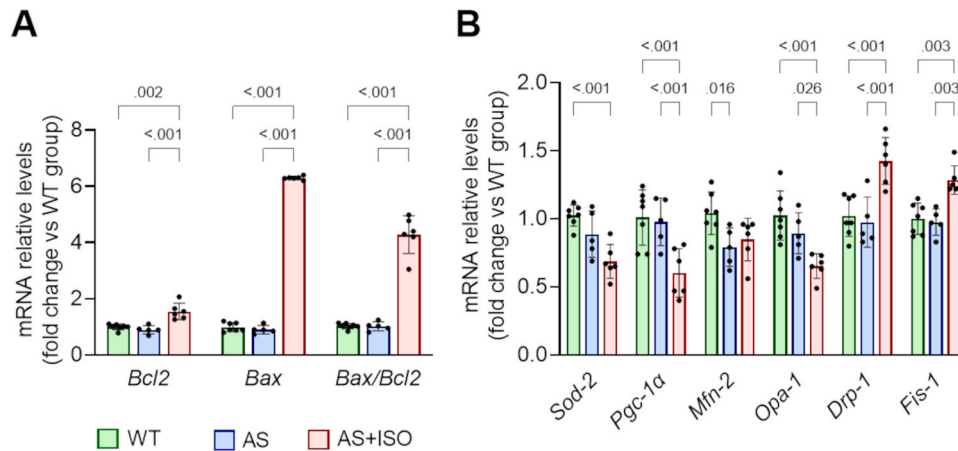 A
B
mRNA relative levels
(fold change vs WT group)
8
6
4
2
0
.002
<.001
<.001
<.001
<.001
<.001
Bcl2
Bax
Bax/Bcl2
WT
AS
AS+ISO
mRNA relative levels
(fold change vs WT group)
2.0
1.5
1.0
0.5
0.0
<.001
<.001
<.001
.003
<.001
<.001
.016
.026
<.001
.003
Sod-2
Pgc-1α
Mfn-2
Opa-1
Drp-1
Fis-1